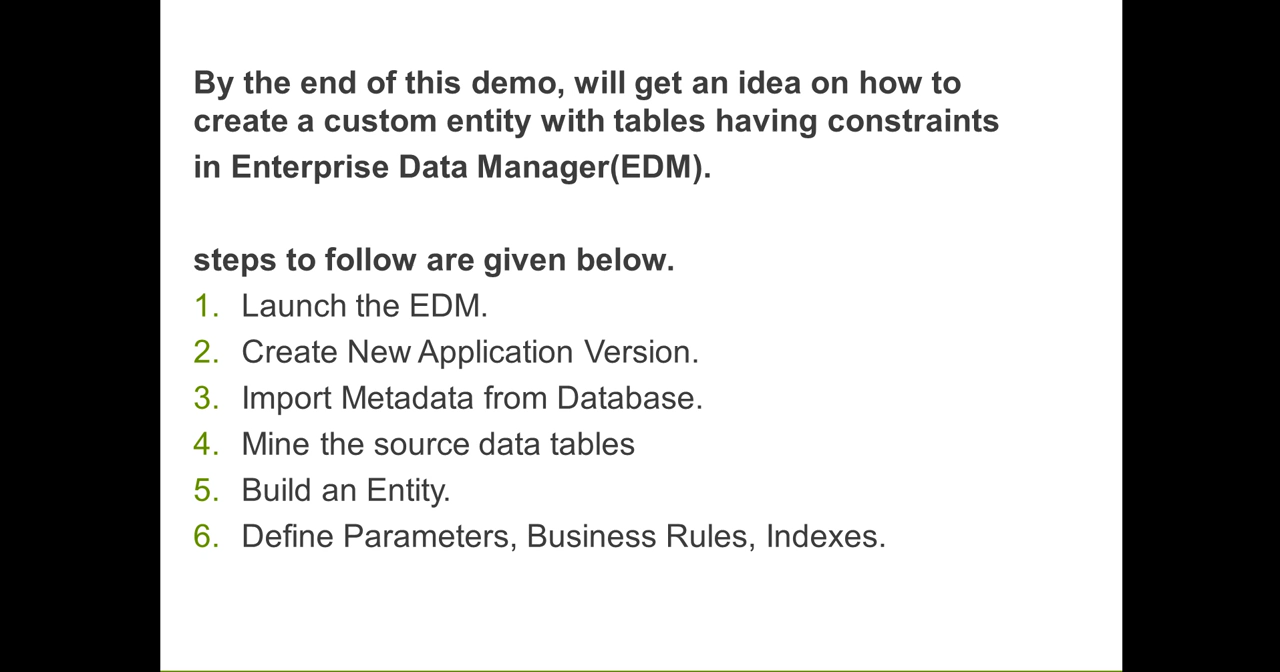 By the end of this demo, will get an idea on how to
create a custom entity with tables having constraints
in Enterprise Data Manager(EDM).
steps to follow are given below.
1. Launch the EDM.
2. Create New Application Version.
3. Import Metadata from Database.
4. Mine the source data tables
5. Build an Entity.
6. Define Parameters, Business Rules, Indexes.